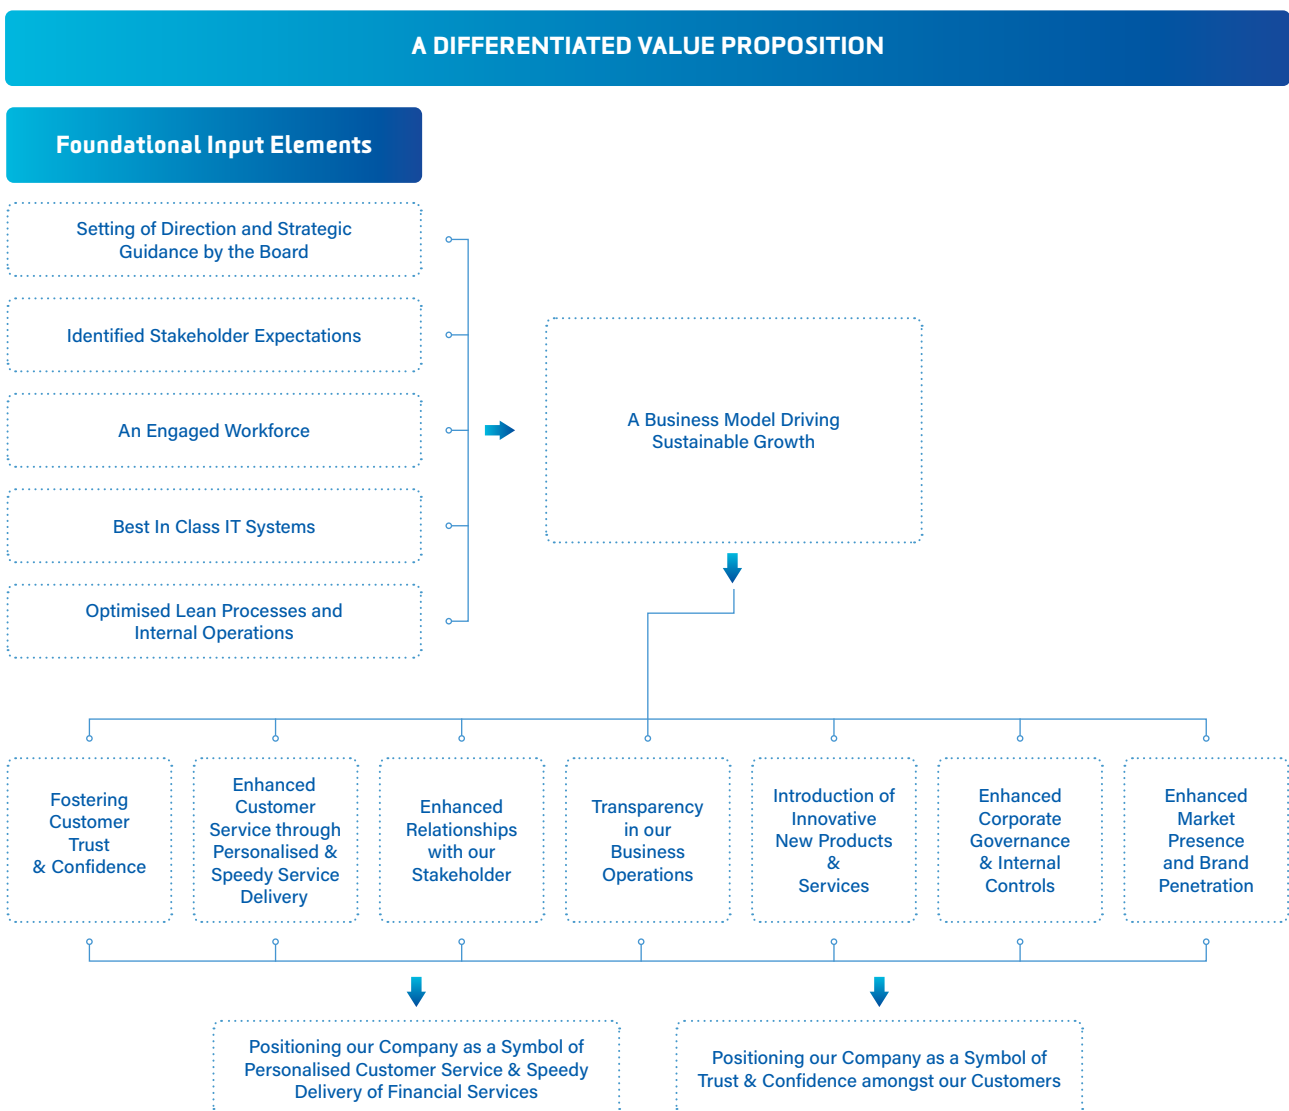 A DIFFERENTIATED VALUE PROPOSITION
Foundational Input Elements
Setting of Direction and Strategic
Guidance by the Board
Identified Stakeholder Expectations
An Engaged Workforce
Best In Class IT Systems
Optimised Lean Processes and
Internal Operations
A Business Model Driving
Sustainable Growth
Fostering
Customer
Trust
& Confidence
Enhanced
Customer
Service through
Personalised &
Speedy Service
Delivery
Enhanced
Relationships
with our
Stakeholder
Transparency
in our
Business
Operations
Introduction of
Innovative
New Products
&
Services
Enhanced
Corporate
Governance
& Internal
Controls
Enhanced
Market
Presence
and Brand
Penetration
Positioning our Company as a Symbol of
Personalised Customer Service & Speedy
Delivery of Financial Services
Positioning our Company as a Symbol of
Trust & Confidence amongst our Customers